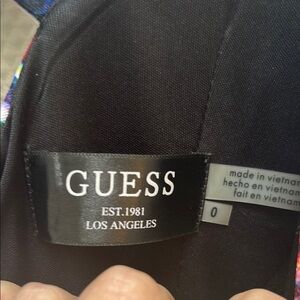 GUESS
EST.1981
LOS ANGELES
0
made in vietnam
hecho en vietnam
fait en vietnam